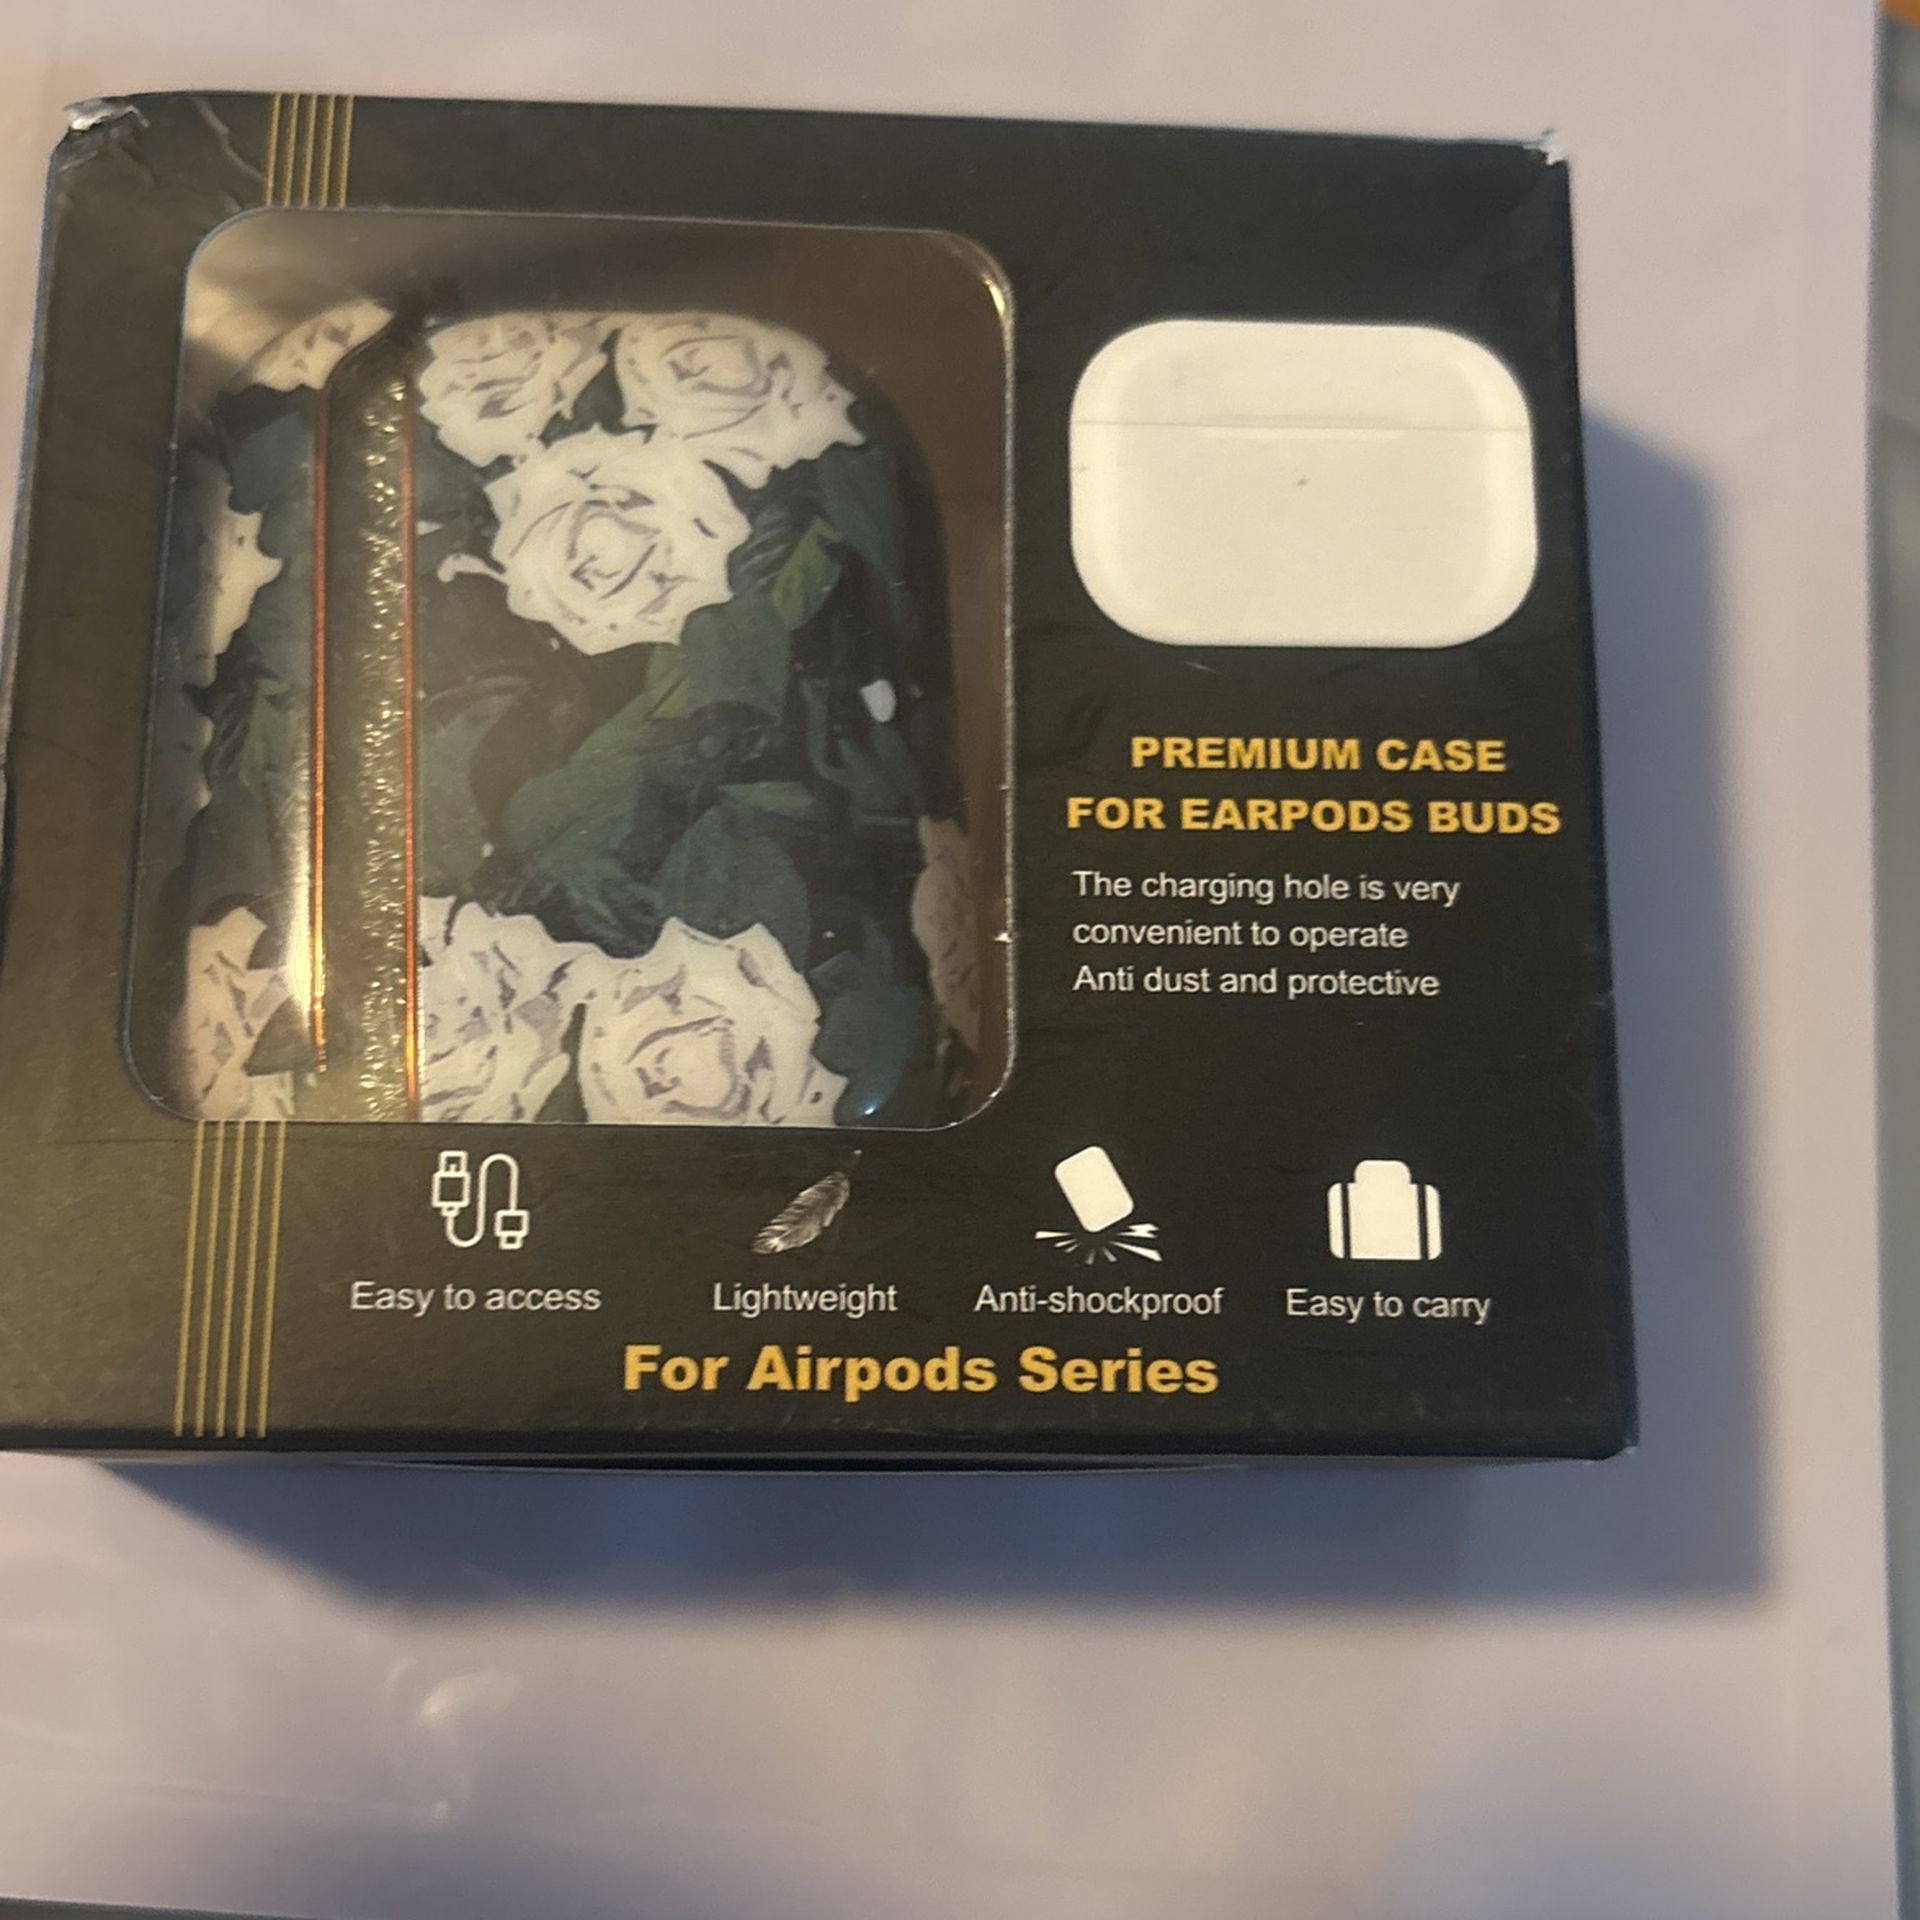 PREMIUM CASE
FOR EARPODS BUDS
The charging hole is very
convenient to operate
Anti dust and protective
Easy to access
Lightweight
Anti-shockproof
Easy to carry
For Airpods Series